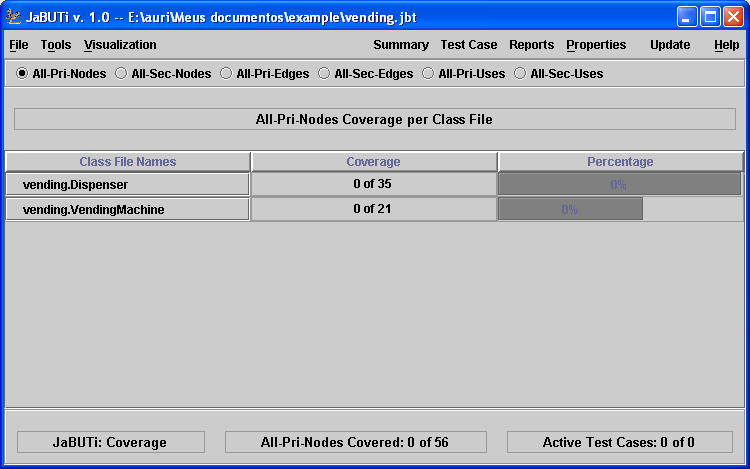 JaBUTi v. 1.0 -- E:\auri\Meus documentos\example\vending.jbt
File Tools Visualization Summary Test Case Reports Properties Update Help
All-Pri-Nodes All-Sec-Nodes All-Pri-Edges All-Sec-Edges All-Pri-Uses All-Sec-Uses
All-Pri-Nodes Coverage per Class File
Class File Names Coverage Percentage
vending.Dispenser 0 of 35 0%
vending.VendingMachine 0 of 21 0%
JaBUTi: Coverage All-Pri-Nodes Covered: 0 of 56 Active Test Cases: 0 of 0